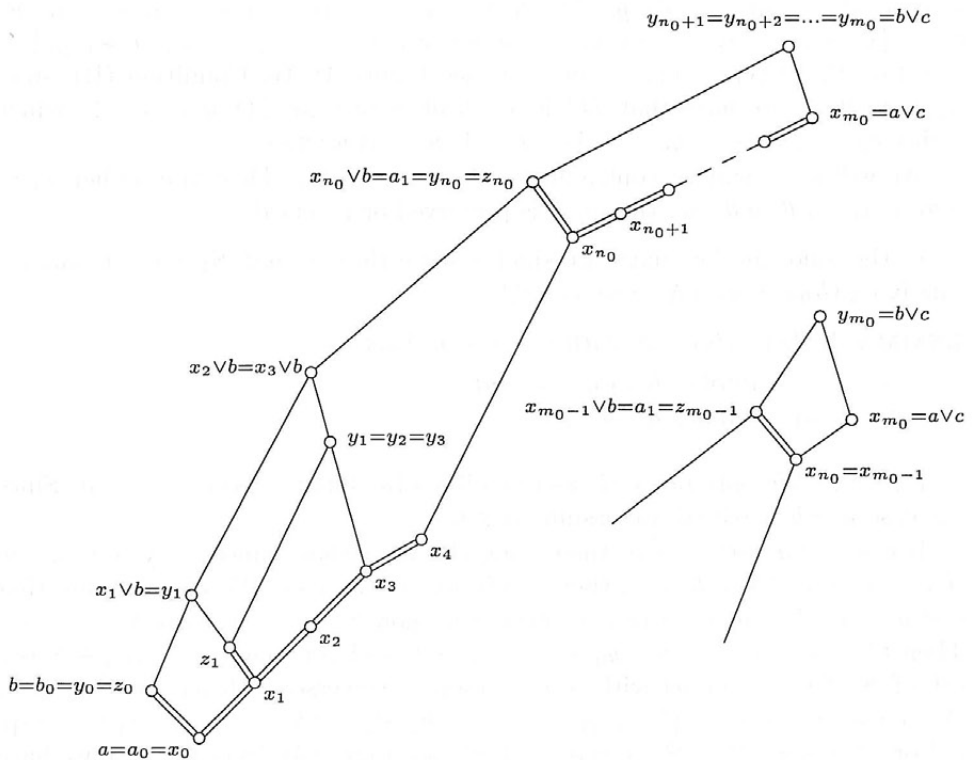 y_{n_0+1}=y_{n_0+2}=...=y_{m_0}=b∨c
x_{m_0}=a∨c
x_{n_0}∨b=a_1=y_{n_0}=z_{n_0}
x_{n_0+1}
x_{n_0}
y_{m_0}=b∨c
x_2∨b=x_3∨b
x_{m_0-1}∨b=a_1=z_{m_0-1}
x_{m_0}=a∨c
y_1=y_2=y_3
x_{n_0}=x_{m_0-1}
x_4
x_3
x_1∨b=y_1
x_2
z_1
b=b_0=y_0=z_0
x_1
a=a_0=x_0